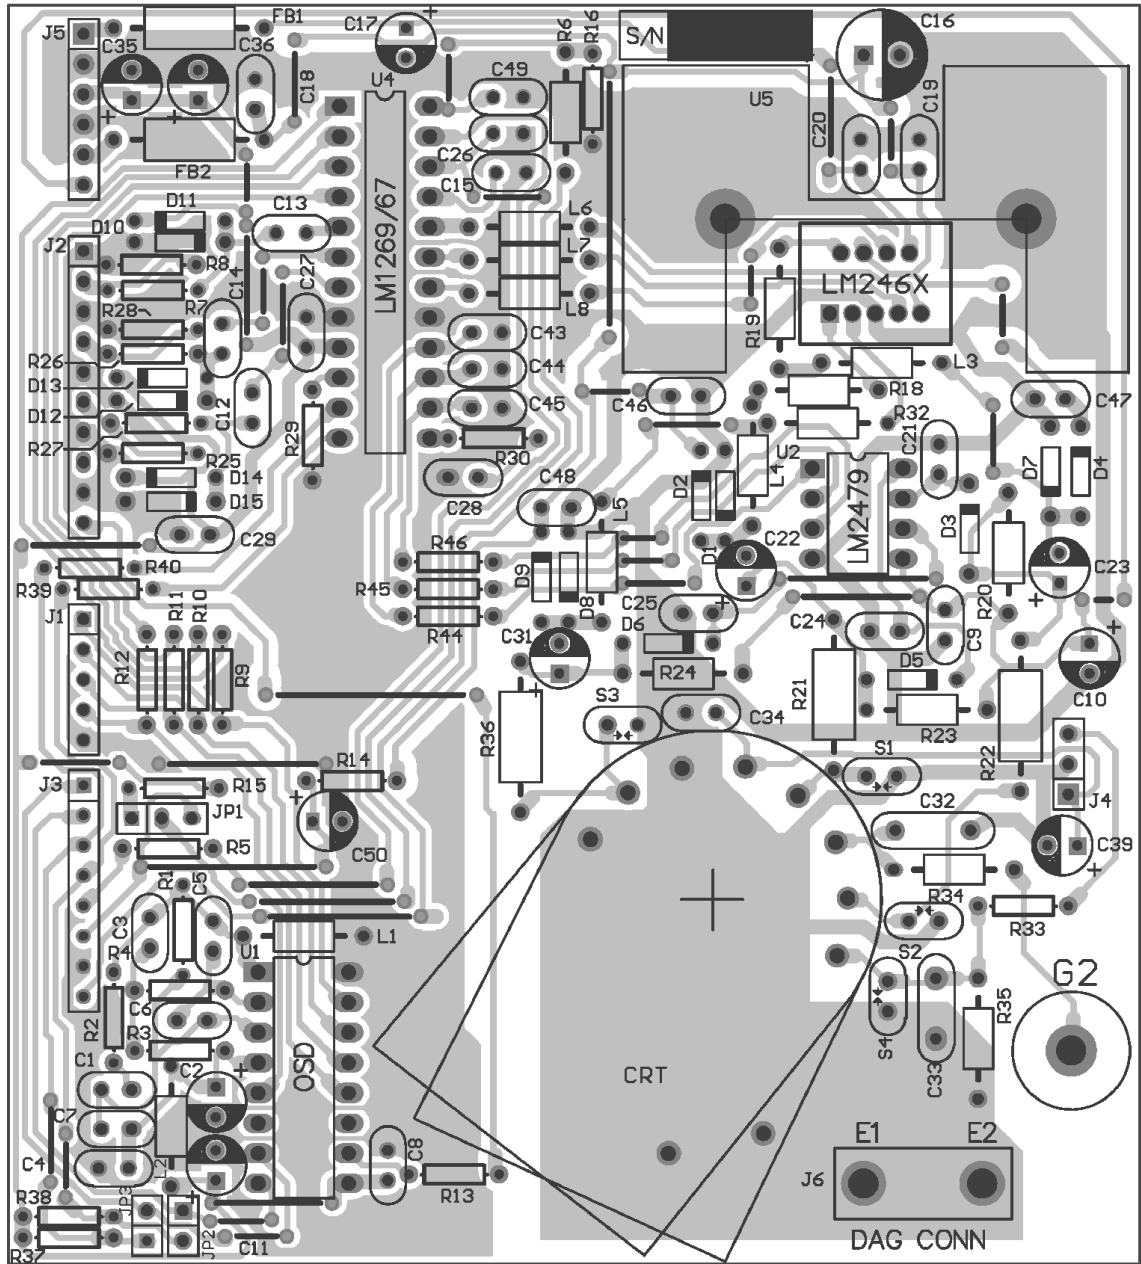 J5
FB1
C35
C36
C17
+
U4
C18
R6
R16
S/N
C16
C49
U5
C19
C20
+
+
FB2
C26
C15
D11
D10
C13
J2
R8
L6
L7
L8
LM1269/67
LM246X
C27
C14
R7
R28
R19
C43
R26
C44
L3
D13
R18
C46
C45
C47
D12
C12
R32
C21
R27
R29
R30
R25
U2
L4
D7
D4
D14
D2
C48
C28
D15
L5
LM2479
D3
C29
R46
D1
C22
R40
R45
D9
D8
C23
R39
R20
+
+
J1
R44
C25
C24
C9
R11
R10
C31
D6
+
R12
R9
R24
D5
+
C10
S3
R21
C34
R36
R23
R22
S1
R14
J3
R15
+
JP1
J4
C32
C39
R5
C50
+
R1
C5
R34
C3
R33
R4
U1
L1
S2
G2
C6
R2
R3
R35
S4
C1
C2
+
OSD
CRT
C33
C7
E1
E2
C8
C4
L2
J6
R38
JP3
R13
+
JP2
C11
DAG CONN
R37